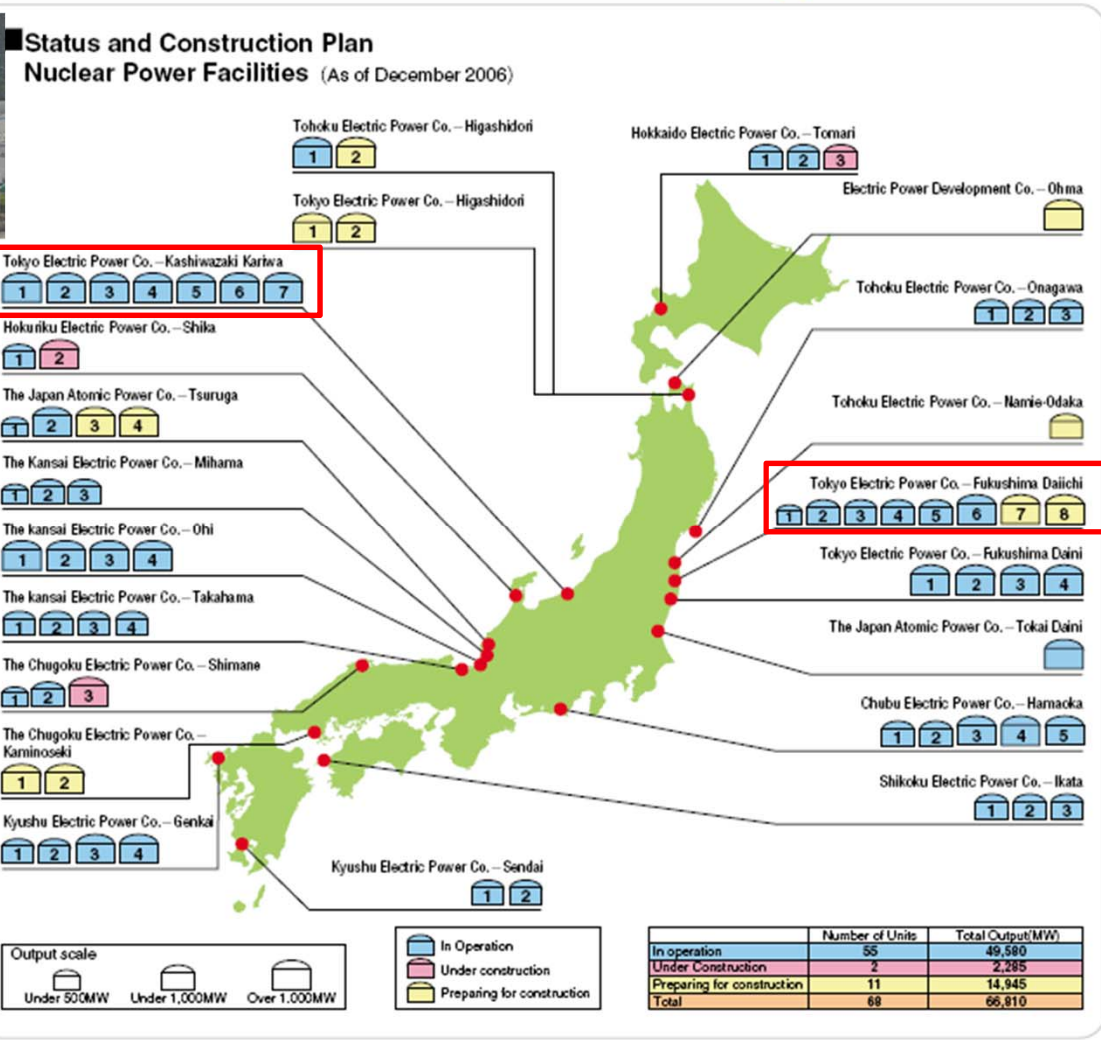 Status and Construction Plan
Nuclear Power Facilities (As of December 2006)
Tohoku Electric Power Co.–Higashidori
1 2
Tokyo Electric Power Co.–Higashidori
1 2
Tokyo Electric Power Co.–Kashiwazaki Kariwa
1 2 3 4 5 6 7
Hokuriku Electric Power Co.–Shika
1 2
The Japan Atomic Power Co.–Tsuruga
1 2 3 4
The Kansai Electric Power Co.–Mihama
1 2 3
The kansai Electric Power Co.–Ohi
1 2 3 4
The kansai Electric Power Co.–Takahama
1 2 3 4
The Chugoku Electric Power Co.–Shimane
1 2 3
The Chugoku Electric Power Co.–
Kaminoseki
1 2
Kyushu Electric Power Co.–Genkai
1 2 3 4
Kyushu Electric Power Co.–Sendai
1 2
Hokkaido Electric Power Co.–Tomari
1 2 3
Electric Power Development Co.–Ohma
Tohoku Electric Power Co.–Onagawa
1 2 3
Tohoku Electric Power Co.–Namie-Odaka
Tokyo Electric Power Co.–Fukushima Daiichi
1 2 3 4 5 6 7 8
Tokyo Electric Power Co.–Fukushima Daini
1 2 3 4
The Japan Atomic Power Co.–Tokai Daini
Chubu Electric Power Co.–Hamaoka
1 2 3 4 5
Shikoku Electric Power Co.–Ikata
1 2 3
Output scale
Under 500MW Under 1,000MW Over 1.000MW
In Operation
Under construction
Preparing for construction
Number of Units Total Output(MW)
In operation 55 49,580
Under Construction 2 2,285
Preparing for construction 11 14,945
Total 68 66,810